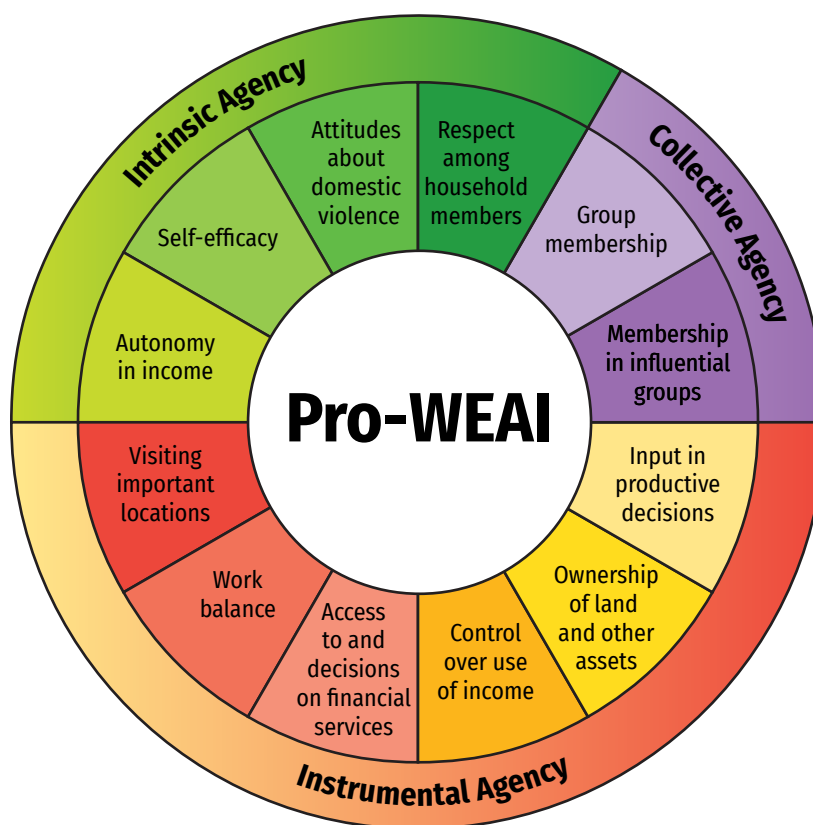 Intrinsic Agency
Collective Agency
Attitudes
about
domestic
violence
Respect
among
household
members
Group
membership
Self-efficacy
Autonomy
in income
Membership
in influential
groups
Pro-WEAI
Visiting
important
locations
Input in
productive
decisions
Work
balance
Ownership
of land
and other
assets
Access
to and
decisions
on financial
services
Control
over use
of income
Instrumental Agency